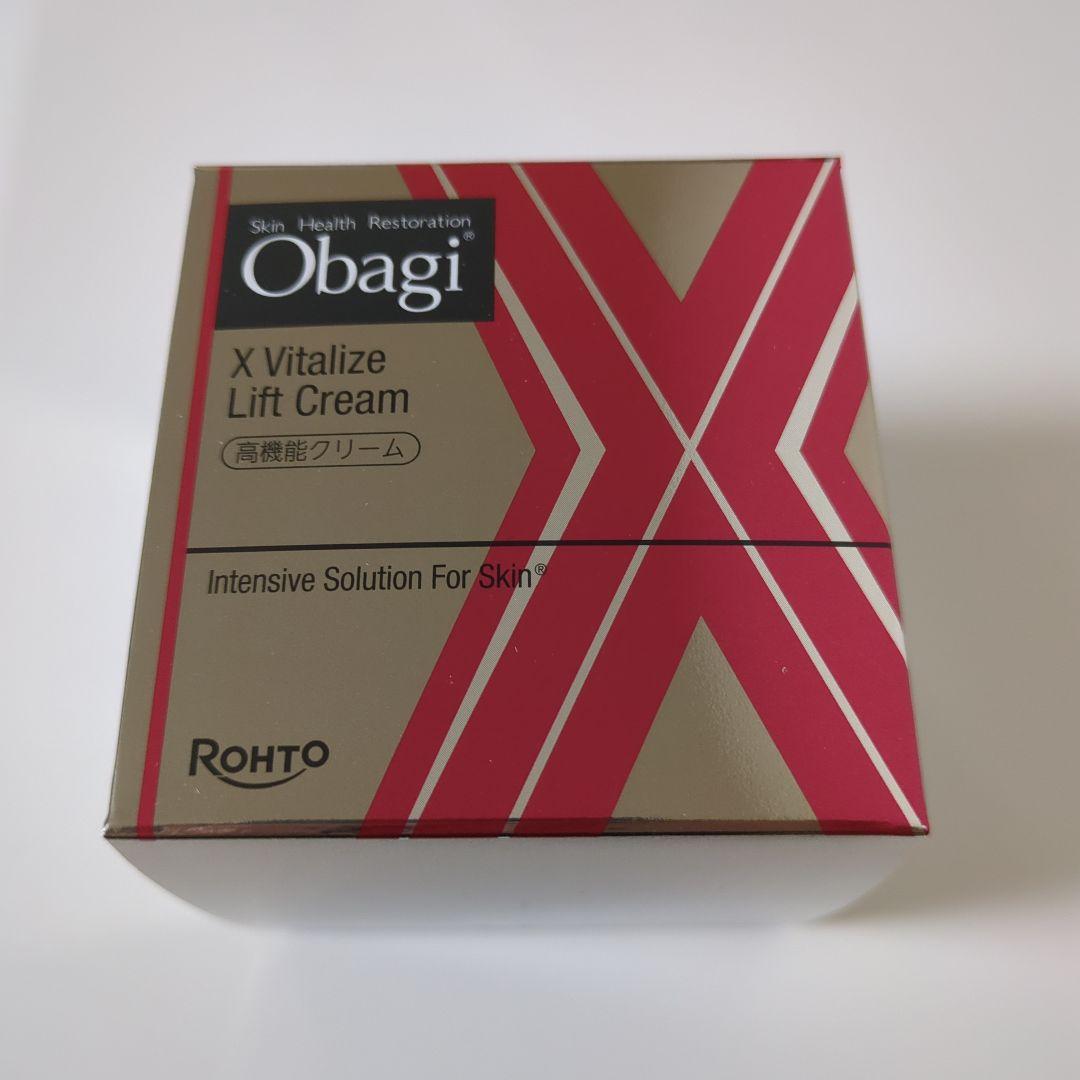 Skin Health Restoration
Obagi®
X Vitalize
Lift Cream
高機能クリーム
Intensive Solution For Skin®
ROHTO